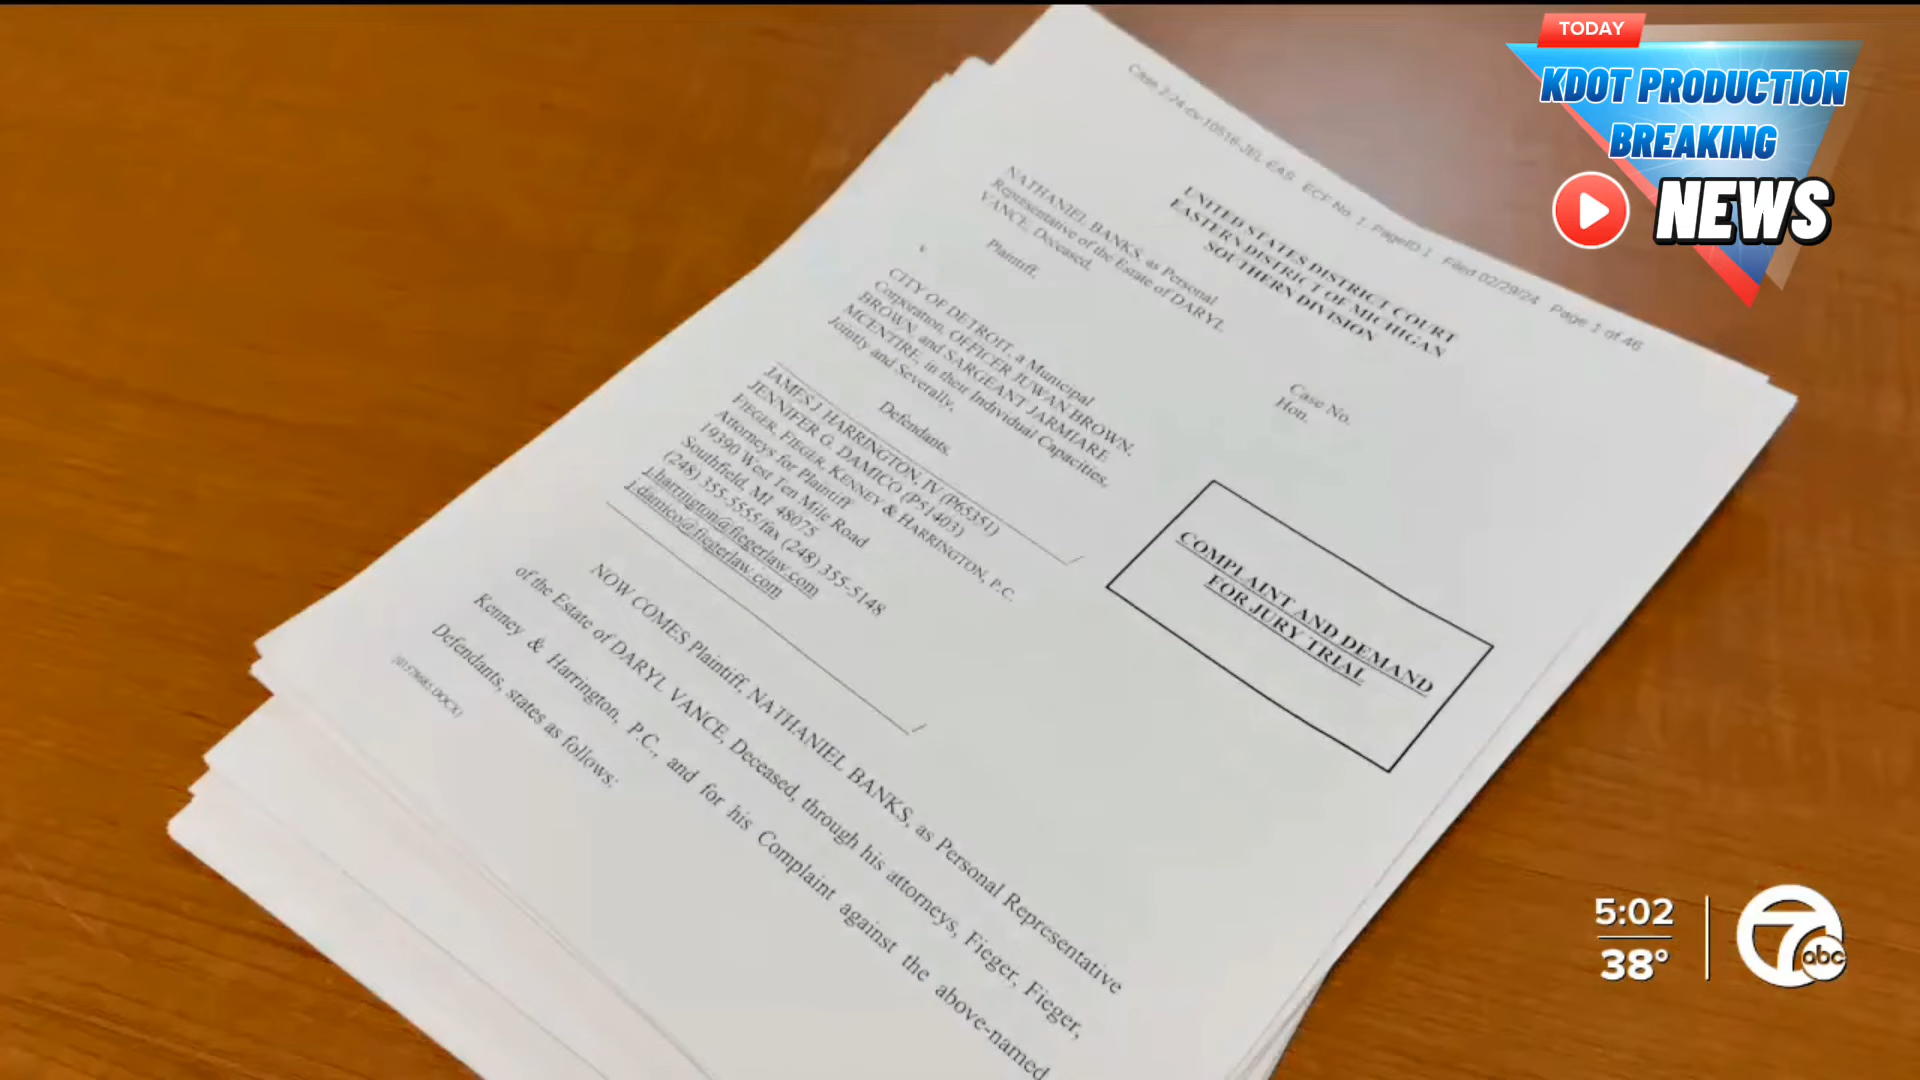 TODAY
KDOT PRODUCTION
BREAKING
NEWS
Case 2:24-cv-10516-JEL-EAS ECF No. 1, PageID.1 Filed 02/29/24 Page 1 of 46
UNITED STATES DISTRICT COURT
EASTERN DISTRICT OF MICHIGAN
SOUTHERN DIVISION
NATHANIEL BANKS, as Personal
Representative of the Estate of DARYL
VANCE, Deceased,
Plaintiff,
v.
Case No.
Hon.
CITY OF DETROIT, a Municipal
Corporation, OFFICER JUWAN BROWN,
BROWN, and SARGEANT JARMIARE
MCENTIRE, in their Individual Capacities,
Jointly and Severally,
Defendants.
JAMES J. HARRINGTON, IV (P65351)
JENNIFER G. DAMICO (P51403)
FIEGER, FIEGER, KENNEY & HARRINGTON, P.C.
Attorneys for Plaintiff
19390 West Ten Mile Road
Southfield, MI 48075
(248) 355-5555/fax (248) 355-5148
j.harrington@fiegerlaw.com
j.damico@fiegerlaw.com
COMPLAINT AND DEMAND
FOR JURY TRIAL
NOW COMES Plaintiff, NATHANIEL BANKS, as Personal Representative
of the Estate of DARYL VANCE, Deceased, through his attorneys, Fieger, Fieger,
Kenney & Harrington, P.C., and for his Complaint against the above-named
Defendants, states as follows:
5:02
38°
7
abc